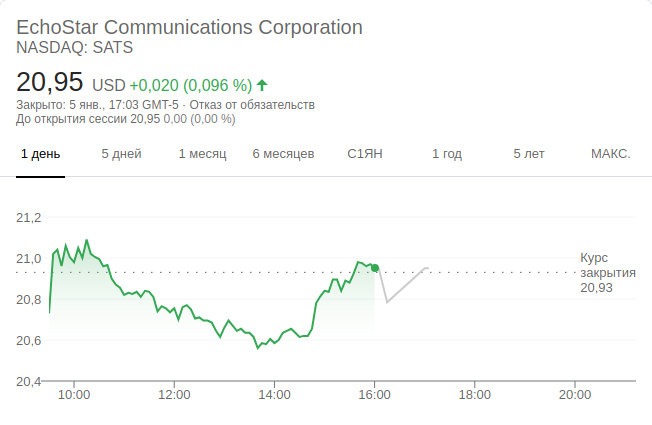 EchoStar Communications Corporation
NASDAQ: SATS
20,95 USD +0,020 (0,096 %)
Закрыто: 5 янв., 17:03 GMT-5 · Отказ от обязательств
До открытия сессии 20,95 0,00 (0,00 %)
1 день 5 дней 1 месяц 6 месяцев С1ЯН 1 год 5 лет МАКС.
21,2
21,0
20,8
20,6
20,4
Курс
закрытия
20,93
10:00 12:00 14:00 16:00 18:00 20:00